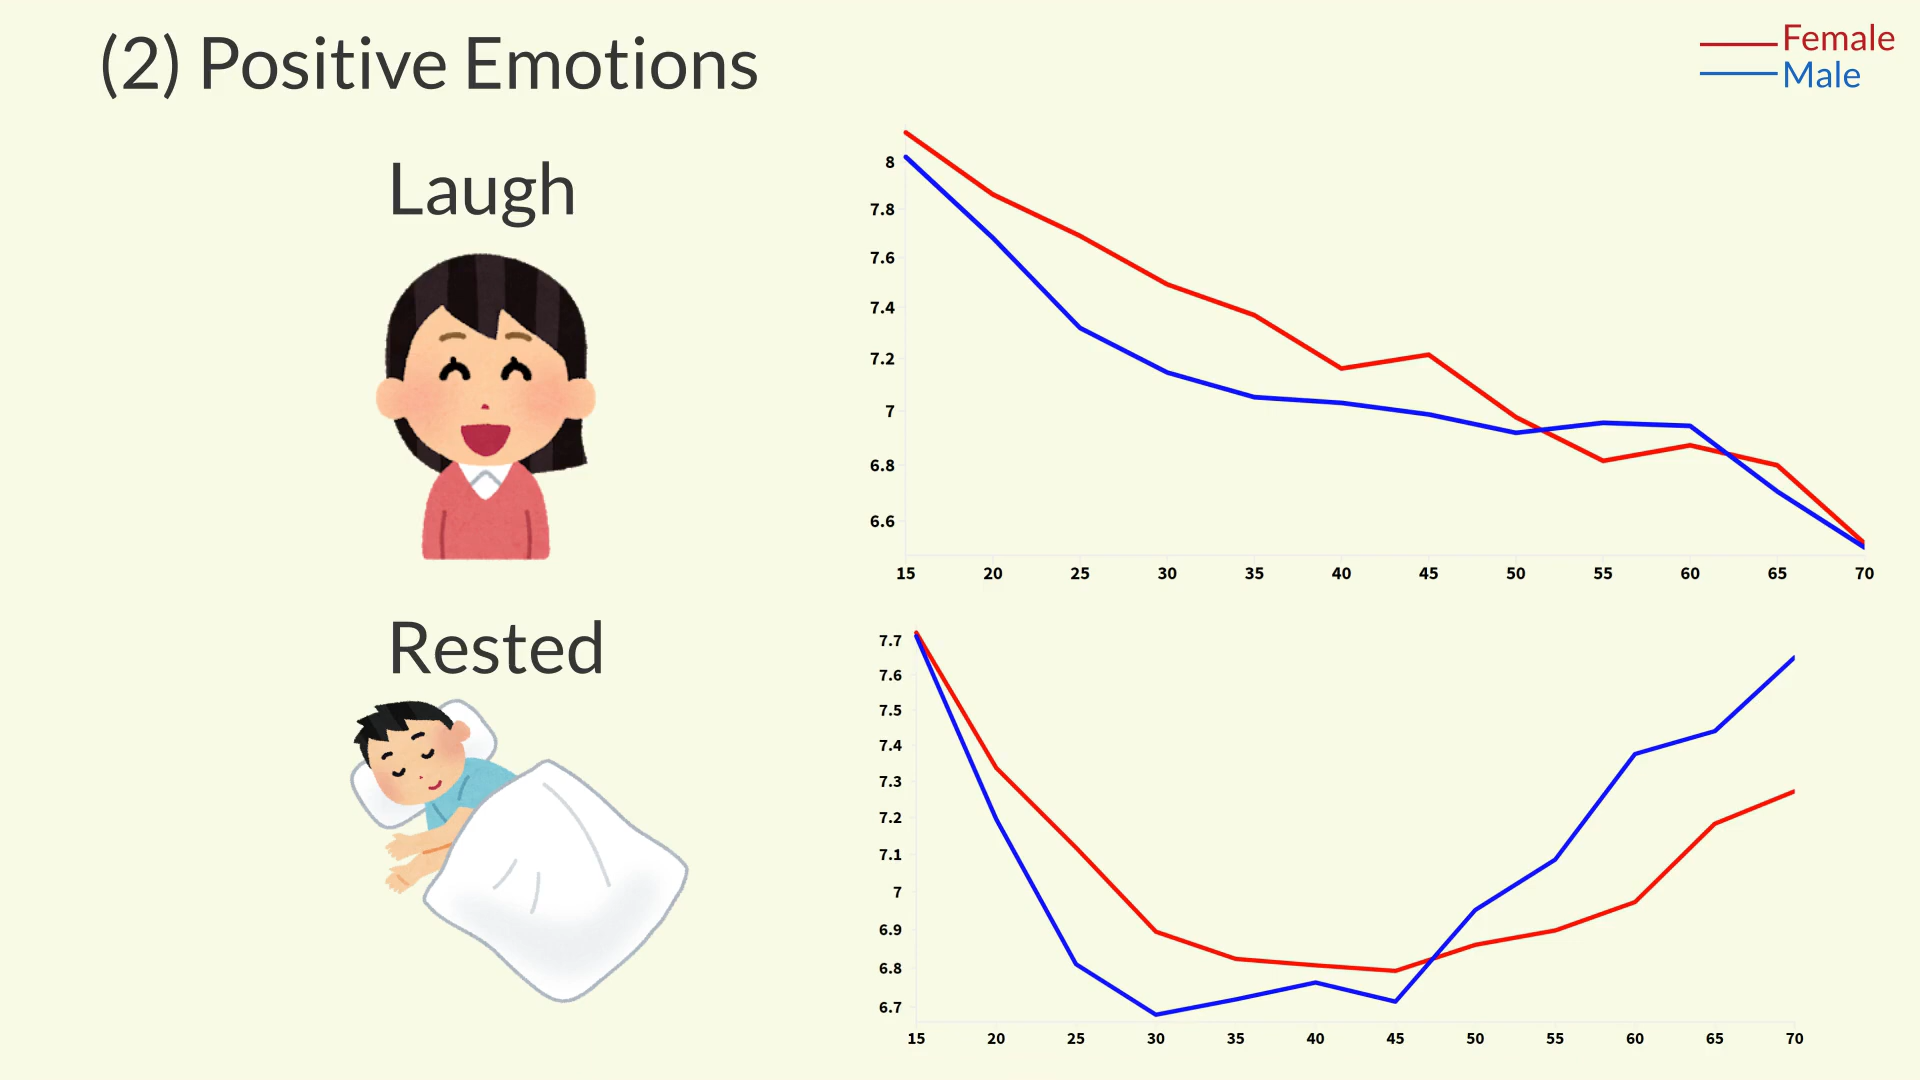 (2) Positive Emotions
Female
Male
Laugh
8
7.8
7.6
7.4
7.2
7
6.8
6.6
15 20 25 30 35 40 45 50 55 60 65 70
Rested
7.7
7.6
7.5
7.4
7.3
7.2
7.1
7
6.9
6.8
6.7
15 20 25 30 35 40 45 50 55 60 65 70